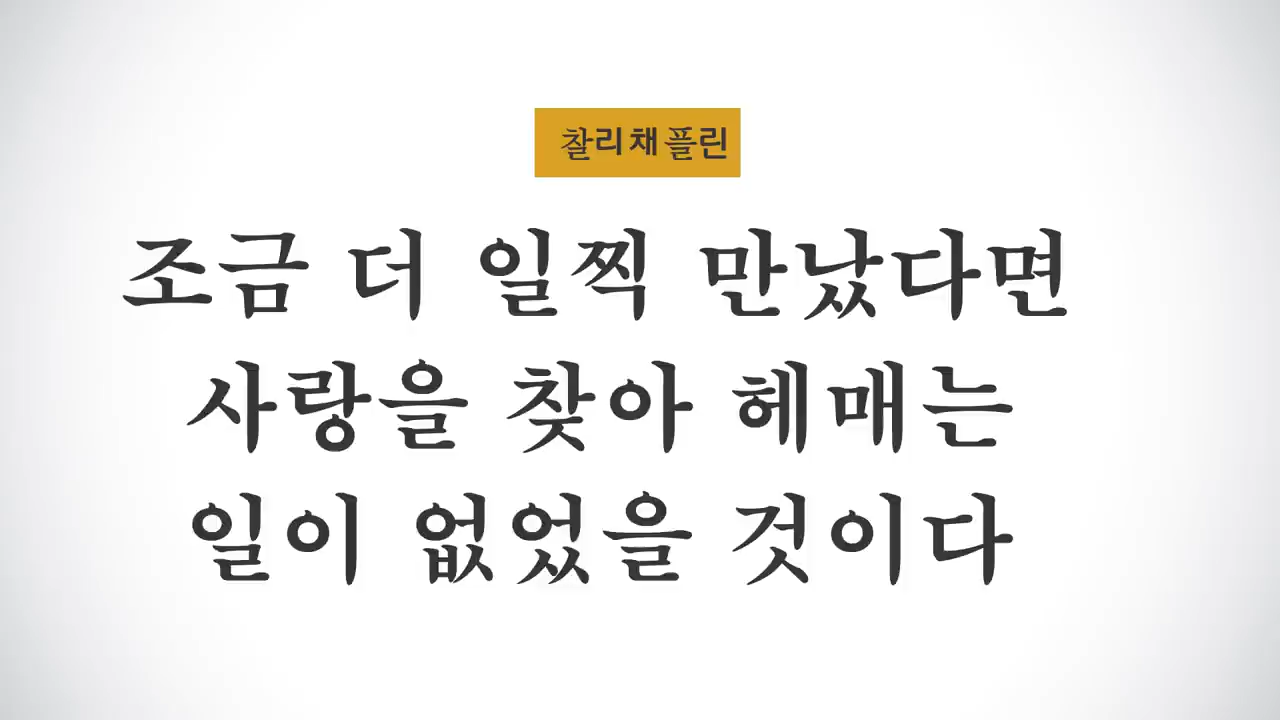 찰리 채플린
조금 더 일찍 만났다면
사랑을 찾아 헤매는
일이 없었을 것이다